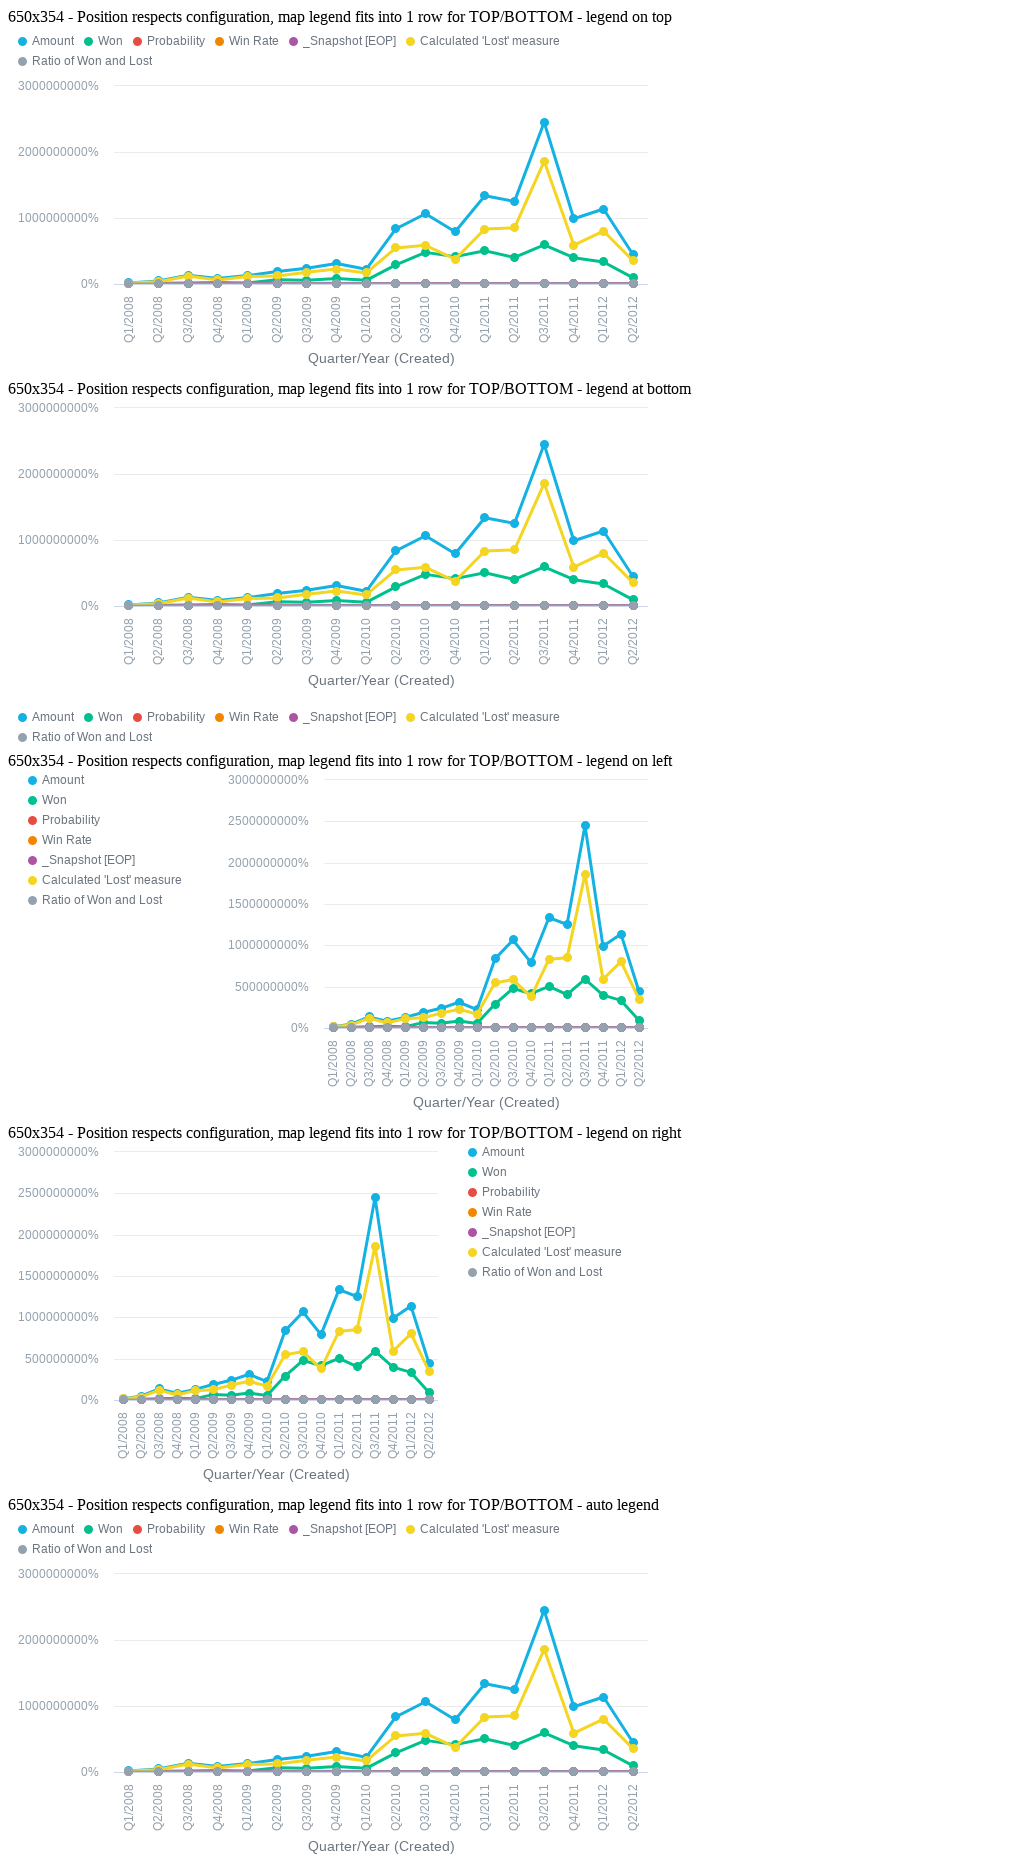 650x354 - Position respects configuration, map legend fits into 1 row for TOP/BOTTOM - legend on top
Amount Won Probability Win Rate _Snapshot [EOP] Calculated 'Lost' measure
Ratio of Won and Lost
3000000000%
2000000000%
1000000000%
0%
Q1/2008 Q2/2008 Q3/2008 Q4/2008 Q1/2009 Q2/2009 Q3/2009 Q4/2009 Q1/2010 Q2/2010 Q3/2010 Q4/2010 Q1/2011 Q2/2011 Q3/2011 Q4/2011 Q1/2012 Q2/2012
Quarter/Year (Created)
650x354 - Position respects configuration, map legend fits into 1 row for TOP/BOTTOM - legend at bottom
3000000000%
2000000000%
1000000000%
0%
Q1/2008 Q2/2008 Q3/2008 Q4/2008 Q1/2009 Q2/2009 Q3/2009 Q4/2009 Q1/2010 Q2/2010 Q3/2010 Q4/2010 Q1/2011 Q2/2011 Q3/2011 Q4/2011 Q1/2012 Q2/2012
Quarter/Year (Created)
Amount Won Probability Win Rate _Snapshot [EOP] Calculated 'Lost' measure
Ratio of Won and Lost
650x354 - Position respects configuration, map legend fits into 1 row for TOP/BOTTOM - legend on left
Amount
Won
Probability
Win Rate
_Snapshot [EOP]
Calculated 'Lost' measure
Ratio of Won and Lost
3000000000%
2500000000%
2000000000%
1500000000%
1000000000%
500000000%
0%
Q1/2008 Q2/2008 Q3/2008 Q4/2008 Q1/2009 Q2/2009 Q3/2009 Q4/2009 Q1/2010 Q2/2010 Q3/2010 Q4/2010 Q1/2011 Q2/2011 Q3/2011 Q4/2011 Q1/2012 Q2/2012
Quarter/Year (Created)
650x354 - Position respects configuration, map legend fits into 1 row for TOP/BOTTOM - legend on right
3000000000%
2500000000%
2000000000%
1500000000%
1000000000%
500000000%
0%
Q1/2008 Q2/2008 Q3/2008 Q4/2008 Q1/2009 Q2/2009 Q3/2009 Q4/2009 Q1/2010 Q2/2010 Q3/2010 Q4/2010 Q1/2011 Q2/2011 Q3/2011 Q4/2011 Q1/2012 Q2/2012
Quarter/Year (Created)
Amount
Won
Probability
Win Rate
_Snapshot [EOP]
Calculated 'Lost' measure
Ratio of Won and Lost
650x354 - Position respects configuration, map legend fits into 1 row for TOP/BOTTOM - auto legend
Amount Won Probability Win Rate _Snapshot [EOP] Calculated 'Lost' measure
Ratio of Won and Lost
3000000000%
2000000000%
1000000000%
0%
Q1/2008 Q2/2008 Q3/2008 Q4/2008 Q1/2009 Q2/2009 Q3/2009 Q4/2009 Q1/2010 Q2/2010 Q3/2010 Q4/2010 Q1/2011 Q2/2011 Q3/2011 Q4/2011 Q1/2012 Q2/2012
Quarter/Year (Created)